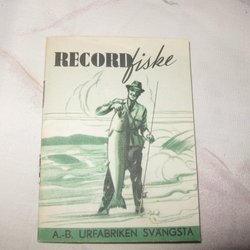 RECORD fiske
A.-B. URFABRIKEN SVÄNGSTA